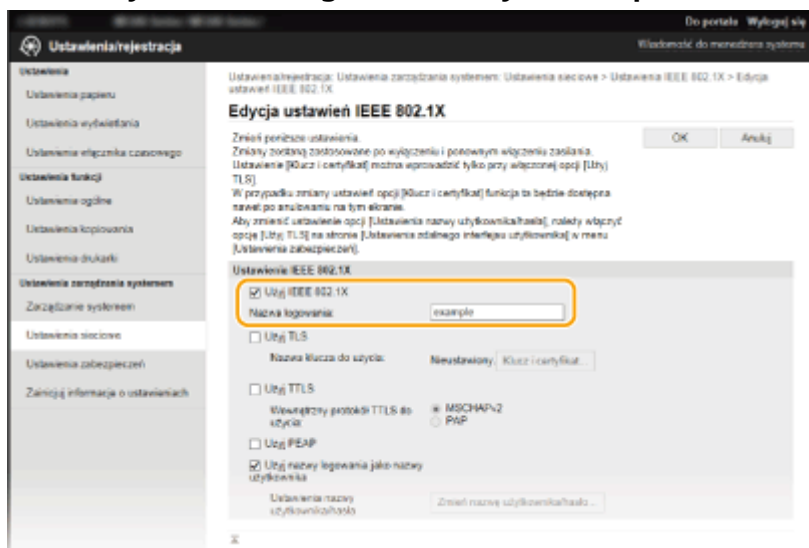 Do portalu Wyloguj się
Ustawienia/rejestracja
Wiadomość do menedżera systemu
Ustawienia
Ustawienia papieru
Ustawienia wyświetlania
Ustawienia włącznika czasowego
Ustawienia funkcji
Ustawienia ogólne
Ustawienia kopiowania
Ustawienia drukarki
Ustawienia zarządzania systemem
Zarządzanie systemem
Ustawienia sieciowe
Ustawienia zabezpieczeń
Zainicjuj informacje o ustawieniach
Ustawienia/rejestracja: Ustawienia zarządzania systemem: Ustawienia sieciowe > Ustawienia IEEE 802.1X > Edycja
ustawień IEEE 802.1X
Edycja ustawień IEEE 802.1X
OK Anuluj
Zmień poniższe ustawienia.
Zmiany zostaną zastosowane po wyłączeniu i ponownym włączeniu zasilania.
Ustawienie [Klucz i certyfikat] można wprowadzić tylko przy włączonej opcji [Użyj
TLS].
W przypadku zmiany ustawień opcji [Klucz i certyfikat] funkcja ta będzie dostępna
nawet po anulowaniu na tym ekranie.
Aby zmienić ustawienie opcji [Ustawienia nazwy użytkownika/hasła], należy włączyć
opcję [Użyj TLS] na stronie [Ustawienia zdalnego interfejsu użytkownika] w menu
[Ustawienia zabezpieczeń].
Ustawienia IEEE 802.1X
Użyj IEEE 802.1X
Nazwa logowania: example
Użyj TLS
Nazwa klucza do użycia: Nieustawiony. Klucz i certyfikat...
Użyj TTLS
Wewnętrzny protokół TTLS do
użycia: MSCHAPv2
PAP
Użyj PEAP
Użyj nazwy logowania jako nazwy
użytkownika
Ustawienia nazwy
użytkownika/hasła Zmień nazwę użytkownika/hasło...